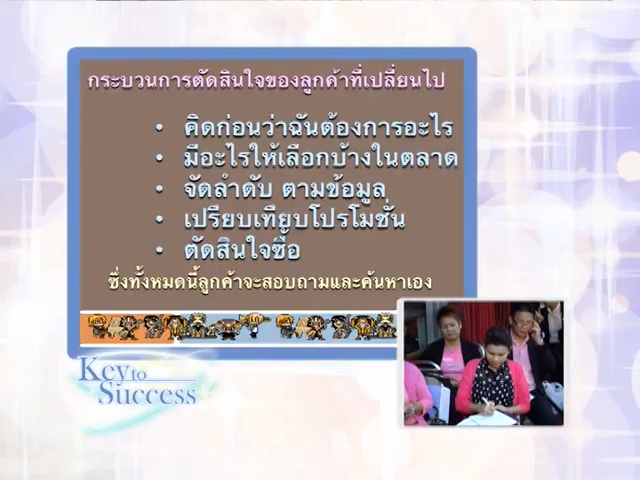 กระบวนการตัดสินใจของลูกค้าที่เปลี่ยนไป
• คิดก่อนว่าฉันต้องการอะไร
• มีอะไรให้เลือกบ้างในตลาด
• จัดลำดับ ตามข้อมูล
• เปรียบเทียบโปรโมชั่น
• ตัดสินใจซื้อ
ซึ่งทั้งหมดนี้ลูกค้าจะสอบถามและค้นหาเอง
Key to
Success